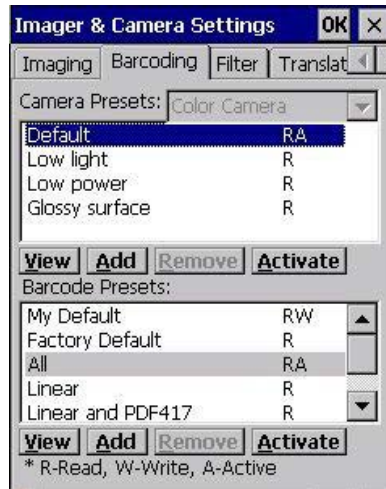 Imager & Camera Settings OK ×
Imaging Barcoding Filter Translat
Camera Presets: Color Camera
Default RA
Low light R
Low power R
Glossy surface R
View Add Remove Activate
Barcode Presets:
My Default RW
Factory Default R
All RA
Linear R
Linear and PDF417 R
View Add Remove Activate
* R-Read, W-Write, A-Active